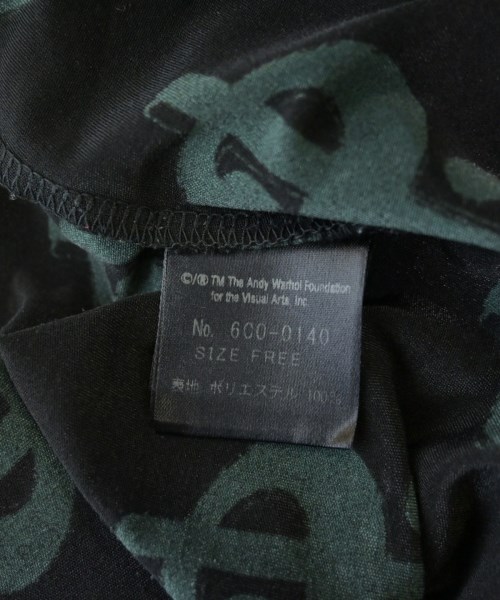 ©/® TM The Andy Warhol Foundation
for the Visual Arts, Inc.
No. 6C0-0140
SIZE FREE
表地 ポリエステル 100%